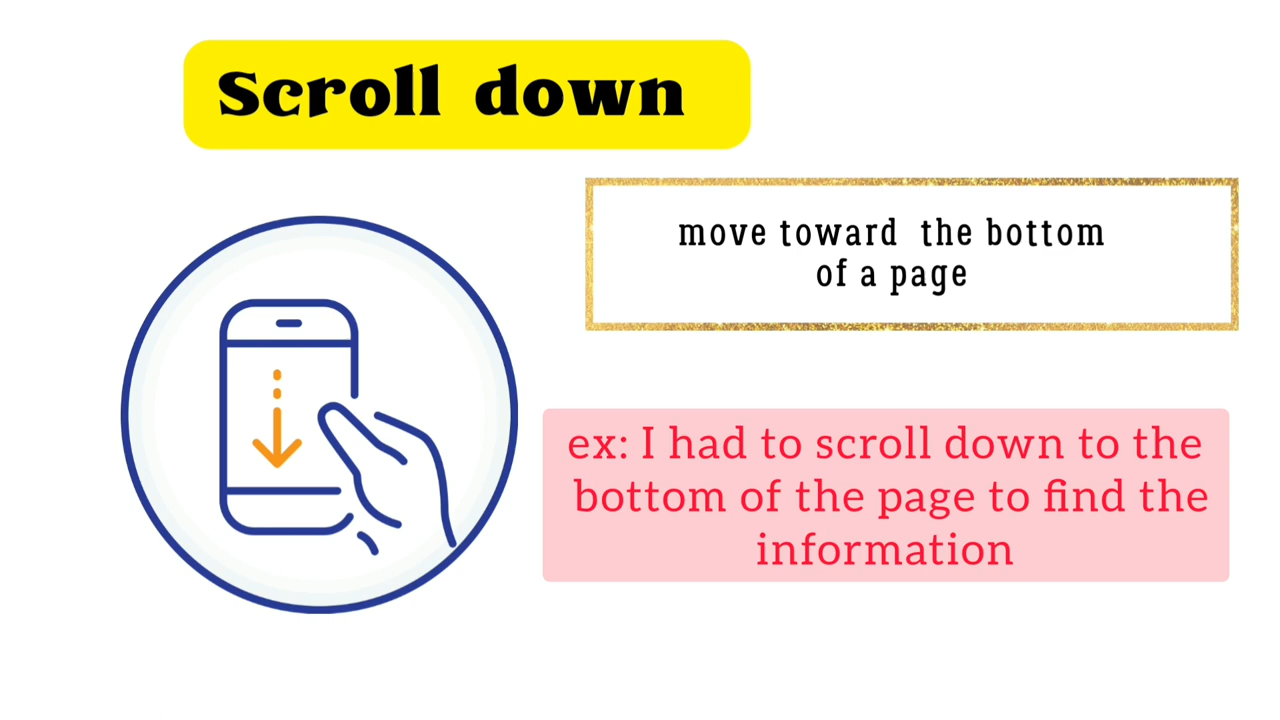 Scroll down
move toward the bottom
of a page
ex: I had to scroll down to the
bottom of the page to find the
information